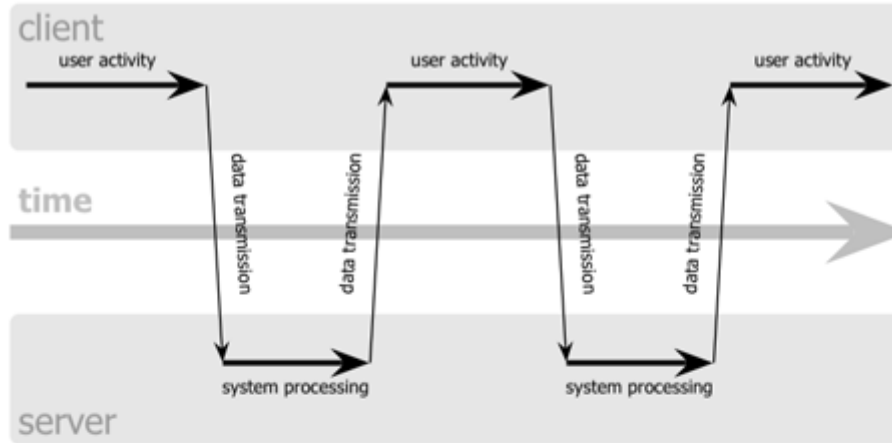 client
user activity
user activity
user activity
data transmission
data transmission
data transmission
data transmission
time
system processing
system processing
server